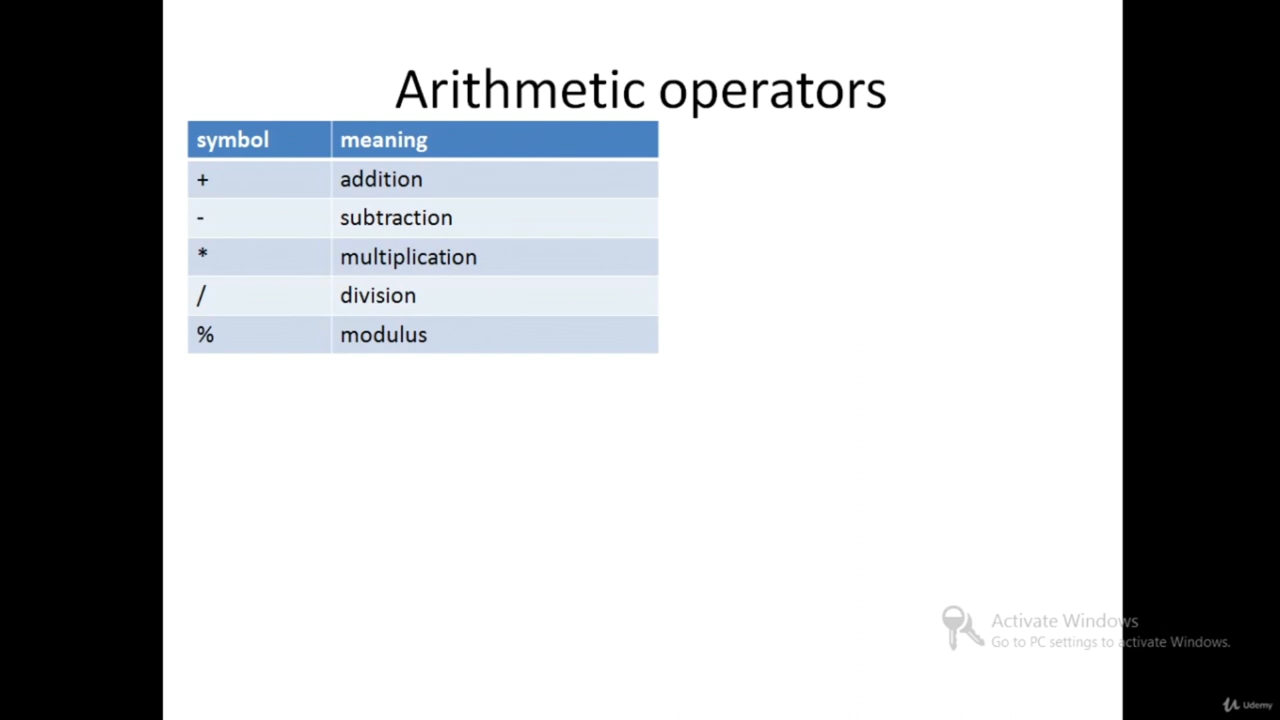 Arithmetic operators
symbol meaning
+ addition
- subtraction
* multiplication
/ division
% modulus
Activate Windows
Go to PC settings to activate Windows.
Udemy